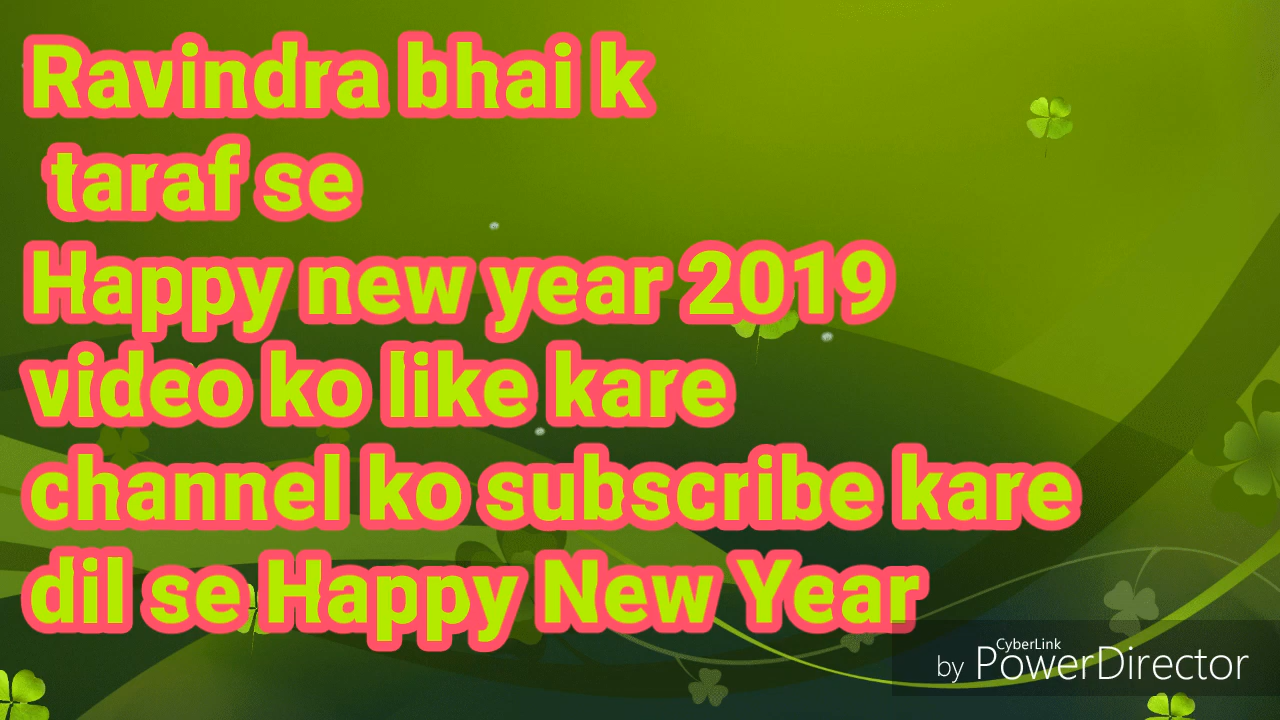 Ravindra bhai k
taraf se
Happy new year 2019
video ko like kare
channel ko subscribe kare
dil se Happy New Year
CyberLink
by PowerDirector